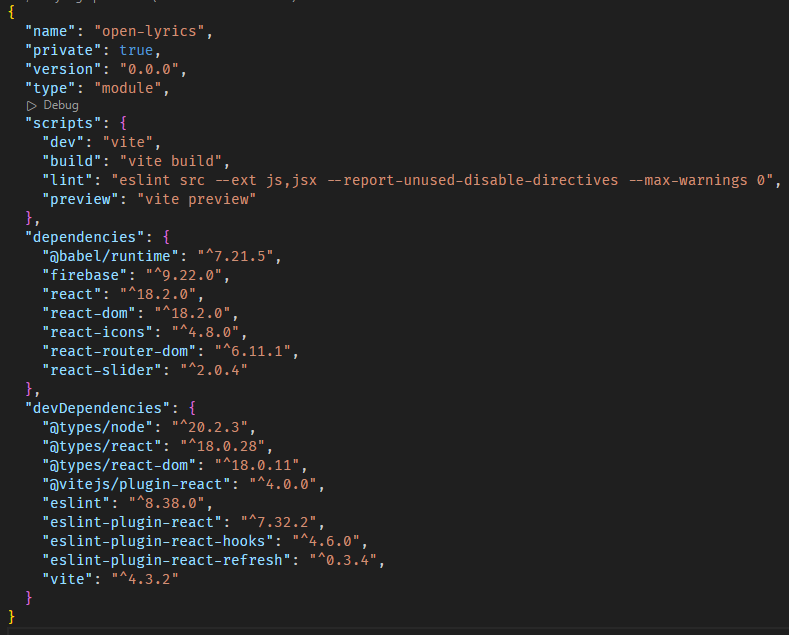 {
"name": "open-lyrics",
"private": true,
"version": "0.0.0",
"type": "module",
Debug
"scripts": {
"dev": "vite",
"build": "vite build",
"lint": "eslint src --ext js,jsx --report-unused-disable-directives --max-warnings 0",
"preview": "vite preview"
},
"dependencies": {
"@babel/runtime": "^7.21.5",
"firebase": "^9.22.0",
"react": "^18.2.0",
"react-dom": "^18.2.0",
"react-icons": "^4.8.0",
"react-router-dom": "^6.11.1",
"react-slider": "^2.0.4"
},
"devDependencies": {
"@types/node": "^20.2.3",
"@types/react": "^18.0.28",
"@types/react-dom": "^18.0.11",
"@vitejs/plugin-react": "^4.0.0",
"eslint": "^8.38.0",
"eslint-plugin-react": "^7.32.2",
"eslint-plugin-react-hooks": "^4.6.0",
"eslint-plugin-react-refresh": "^0.3.4",
"vite": "^4.3.2"
}
}